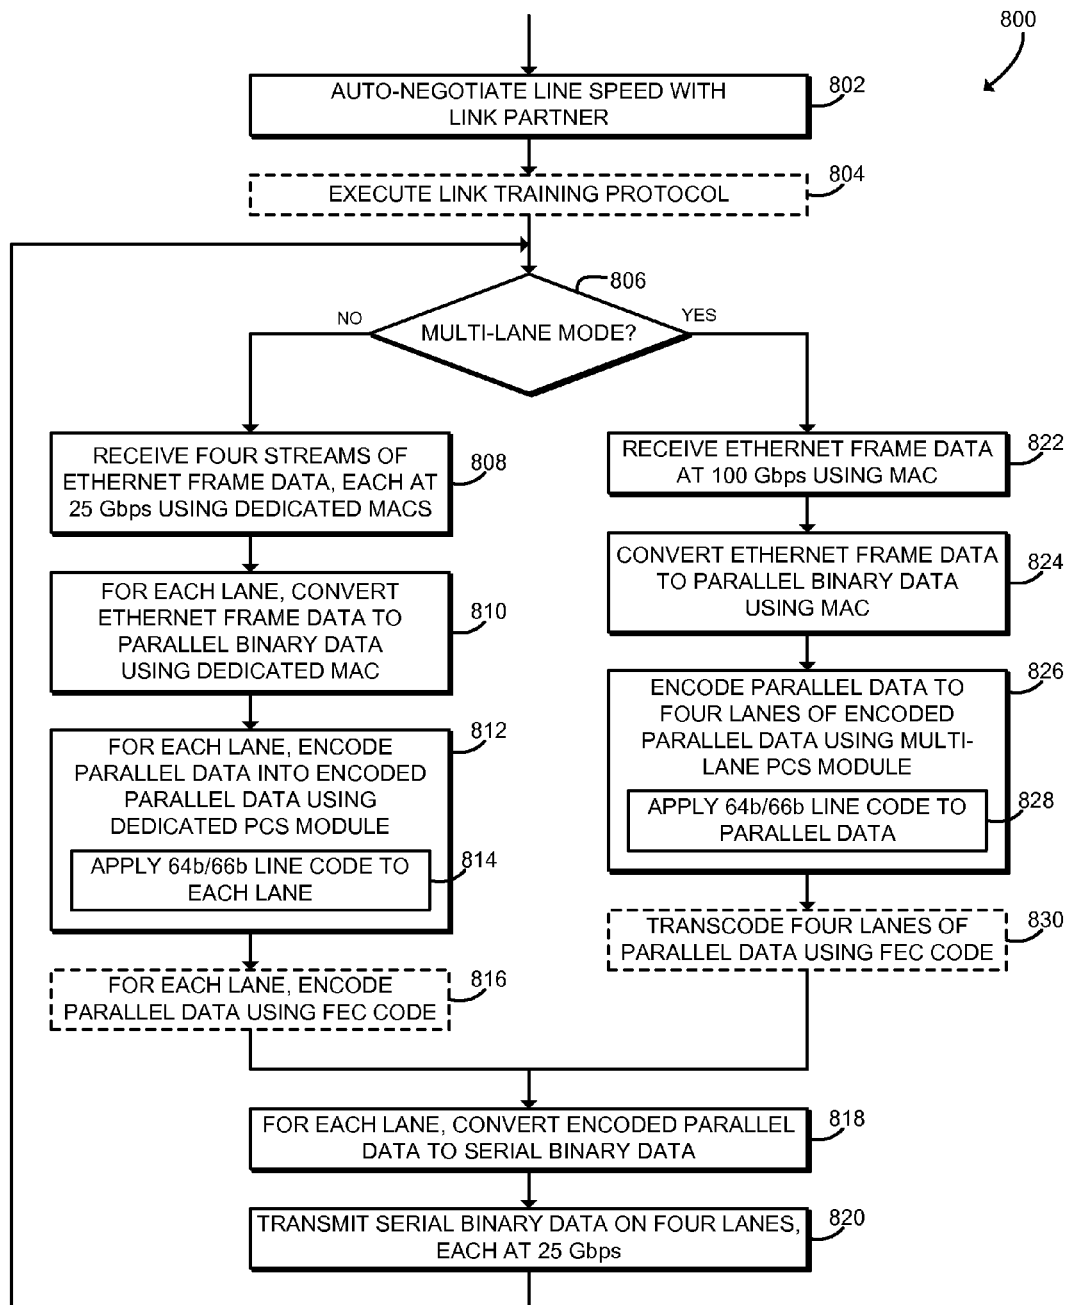 800
AUTO-NEGOTIATE LINE SPEED WITH
LINK PARTNER
802
EXECUTE LINK TRAINING PROTOCOL
804
806
MULTI-LANE MODE?
NO
YES
RECEIVE FOUR STREAMS OF
ETHERNET FRAME DATA, EACH AT
25 Gbps USING DEDICATED MACS
808
FOR EACH LANE, CONVERT
ETHERNET FRAME DATA TO
PARALLEL BINARY DATA
USING DEDICATED MAC
810
FOR EACH LANE, ENCODE
PARALLEL DATA INTO ENCODED
PARALLEL DATA USING
DEDICATED PCS MODULE
812
APPLY 64b/66b LINE CODE TO
EACH LANE
814
FOR EACH LANE, ENCODE
PARALLEL DATA USING FEC CODE
816
RECEIVE ETHERNET FRAME DATA
AT 100 Gbps USING MAC
822
CONVERT ETHERNET FRAME DATA
TO PARALLEL BINARY DATA
USING MAC
824
ENCODE PARALLEL DATA TO
FOUR LANES OF ENCODED
PARALLEL DATA USING MULTI-
LANE PCS MODULE
826
APPLY 64b/66b LINE CODE TO
PARALLEL DATA
828
TRANSCODE FOUR LANES OF
PARALLEL DATA USING FEC CODE
830
FOR EACH LANE, CONVERT ENCODED PARALLEL
DATA TO SERIAL BINARY DATA
818
TRANSMIT SERIAL BINARY DATA ON FOUR LANES,
EACH AT 25 Gbps
820